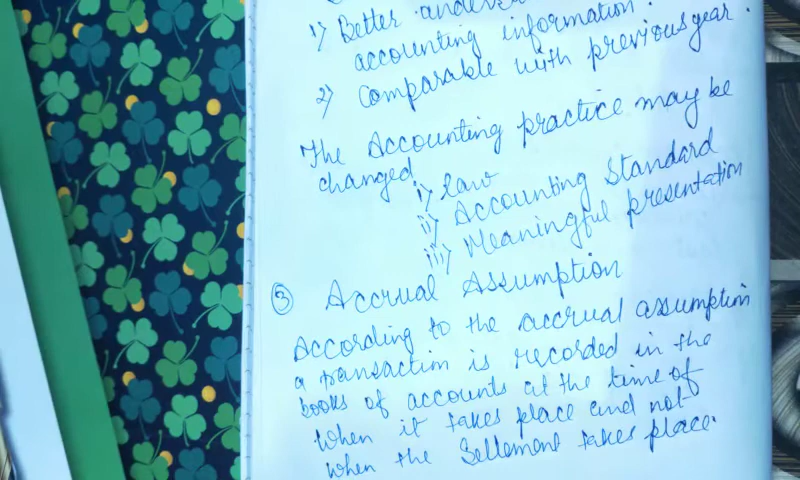 1) Better
accounting information.
2) Comparable with previous year.
The Accounting practice may be
changed
i) Law
ii) Accounting Standard
iii) Meaningful presentation
③ Accrual Assumption
According to the accrual assumption
a transaction is recorded in the
books of accounts at the time of
when it takes place and not
when the Settlement takes place.